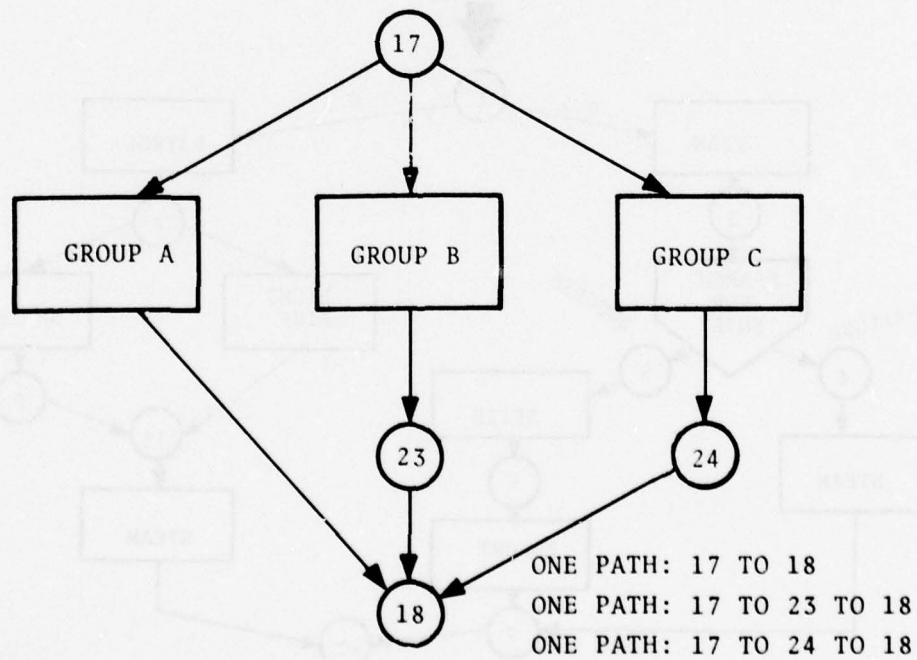 17
GROUP A
GROUP B
GROUP C
23
24
18
ONE PATH: 17 TO 18
ONE PATH: 17 TO 23 TO 18
ONE PATH: 17 TO 24 TO 18